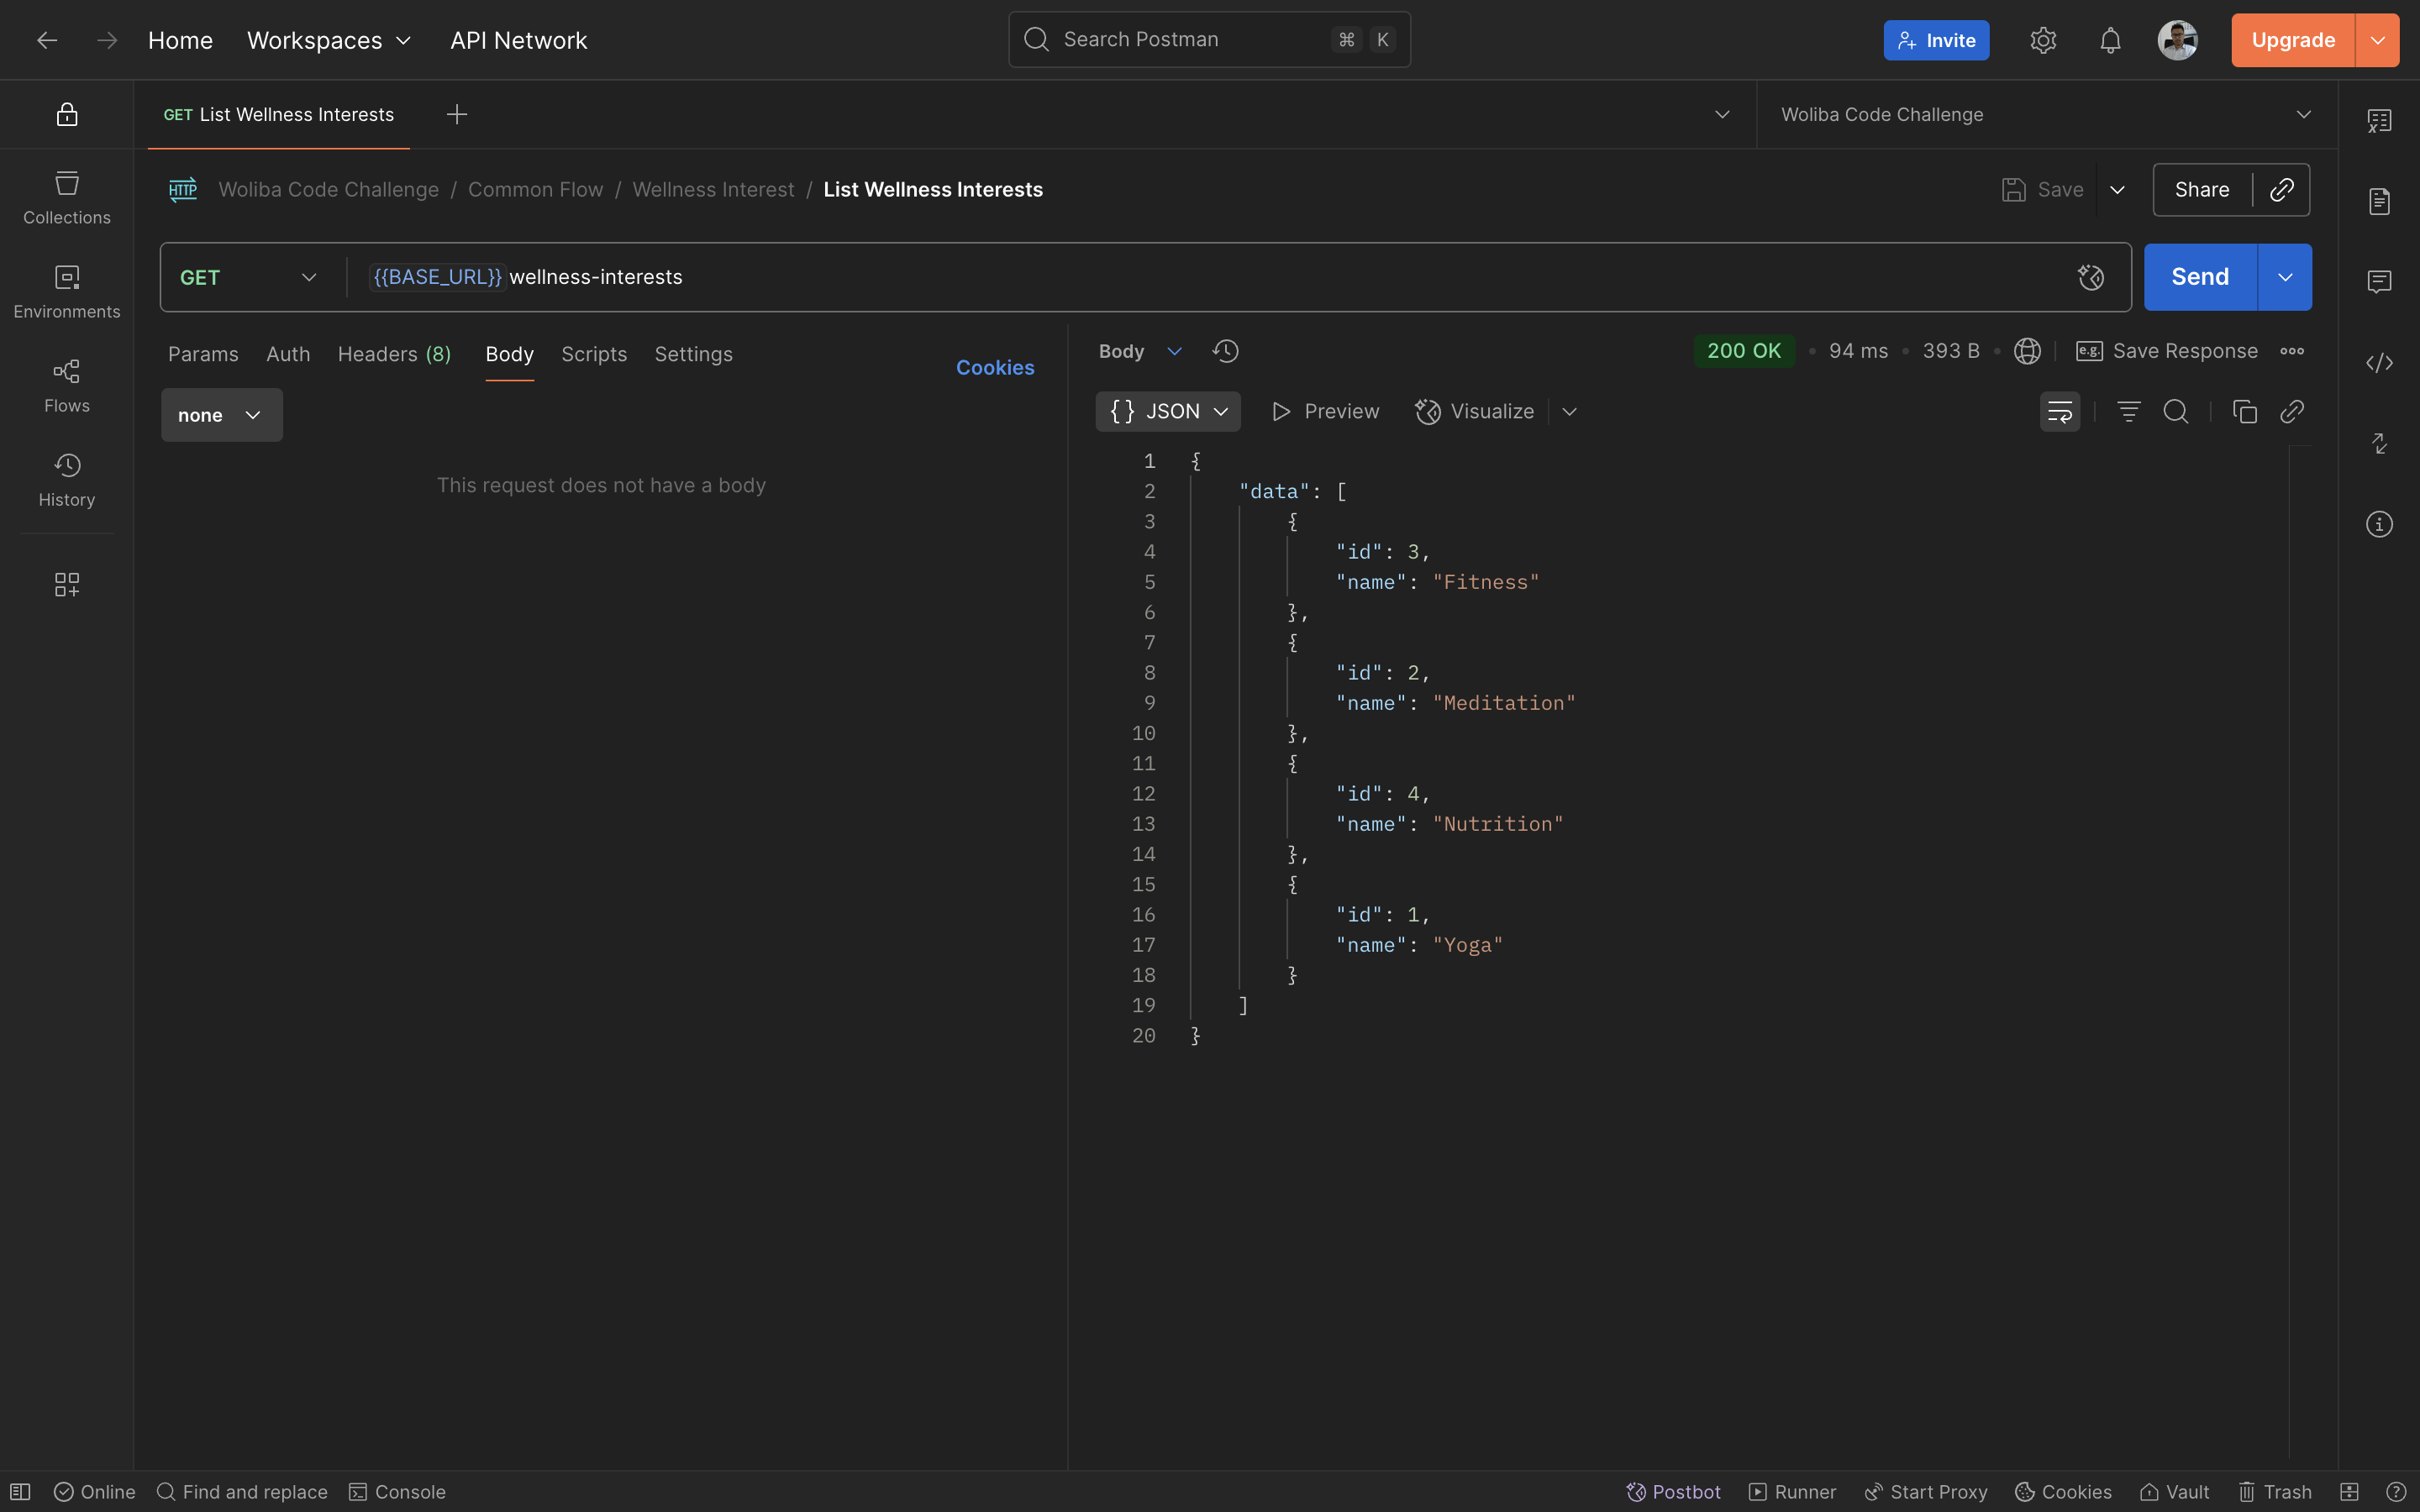 Home Workspaces API Network Search Postman ⌘ K Invite Upgrade
GET List Wellness Interests Woliba Code Challenge
HTTP Woliba Code Challenge / Common Flow / Wellness Interest / List Wellness Interests Save Share
Collections
Environments
Flows
History
GET {{BASE_URL}} wellness-interests Send
Params Auth Headers (8) Body Scripts Settings Cookies
none
This request does not have a body
Body 200 OK • 94 ms • 393 B • e.g. Save Response
{} JSON Preview Visualize
1 {
2 "data": [
3 {
4 "id": 3,
5 "name": "Fitness"
6 },
7 {
8 "id": 2,
9 "name": "Meditation"
10 },
11 {
12 "id": 4,
13 "name": "Nutrition"
14 },
15 {
16 "id": 1,
17 "name": "Yoga"
18 }
19 ]
20 }
Online Find and replace Console Postbot Runner Start Proxy Cookies Vault Trash